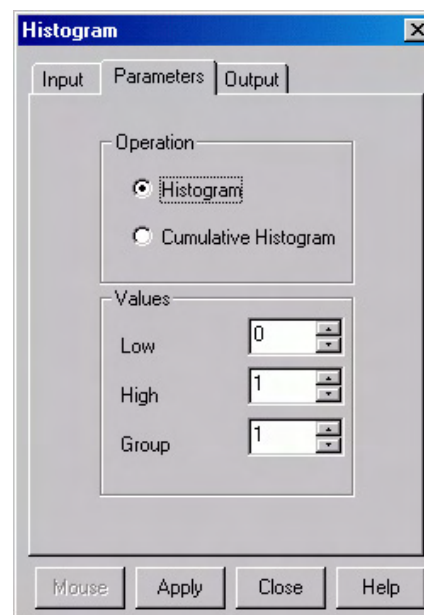 Histogram
Input Parameters Output
Operation
Histogram
Cumulative Histogram
Values
Low 0
High 1
Group 1
Mouse Apply Close Help